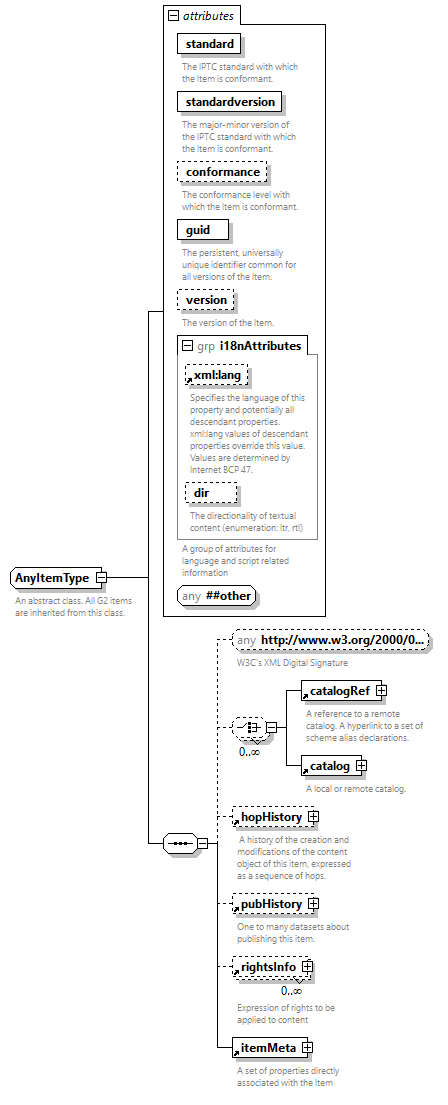 attributes
standard
The IPTC standard with which
the Item is conformant.
standardversion
The major-minor version of
the IPTC standard with which
the Item is conformant.
conformance
The conformance level with
which the Item is conformant.
guid
The persistent, universally
unique identifier common for
all versions of the Item.
version
The version of the Item.
grp i18nAttributes
xml:lang
Specifies the language of this
property and potentially all
descendant properties.
xml:lang values of descendant
properties override this value.
Values are determined by
Internet BCP 47.
dir
The directionality of textual
content (enumeration: ltr, rtl)
A group of attributes for
language and script related
information
any ##other
AnyItemType
An abstract class. All G2 items
are inherited from this class.
any http://www.w3.org/2000/0...
W3C's XML Digital Signature
catalogRef
A reference to a remote
catalog. A hyperlink to a set of
scheme alias declarations.
0..∞
catalog
A local or remote catalog.
hopHistory
A history of the creation and
modifications of the content
object of this item, expressed
as a sequence of hops.
pubHistory
One to many datasets about
publishing this item.
rightsInfo
0..∞
Expression of rights to be
applied to content
itemMeta
A set of properties directly
associated with the Item